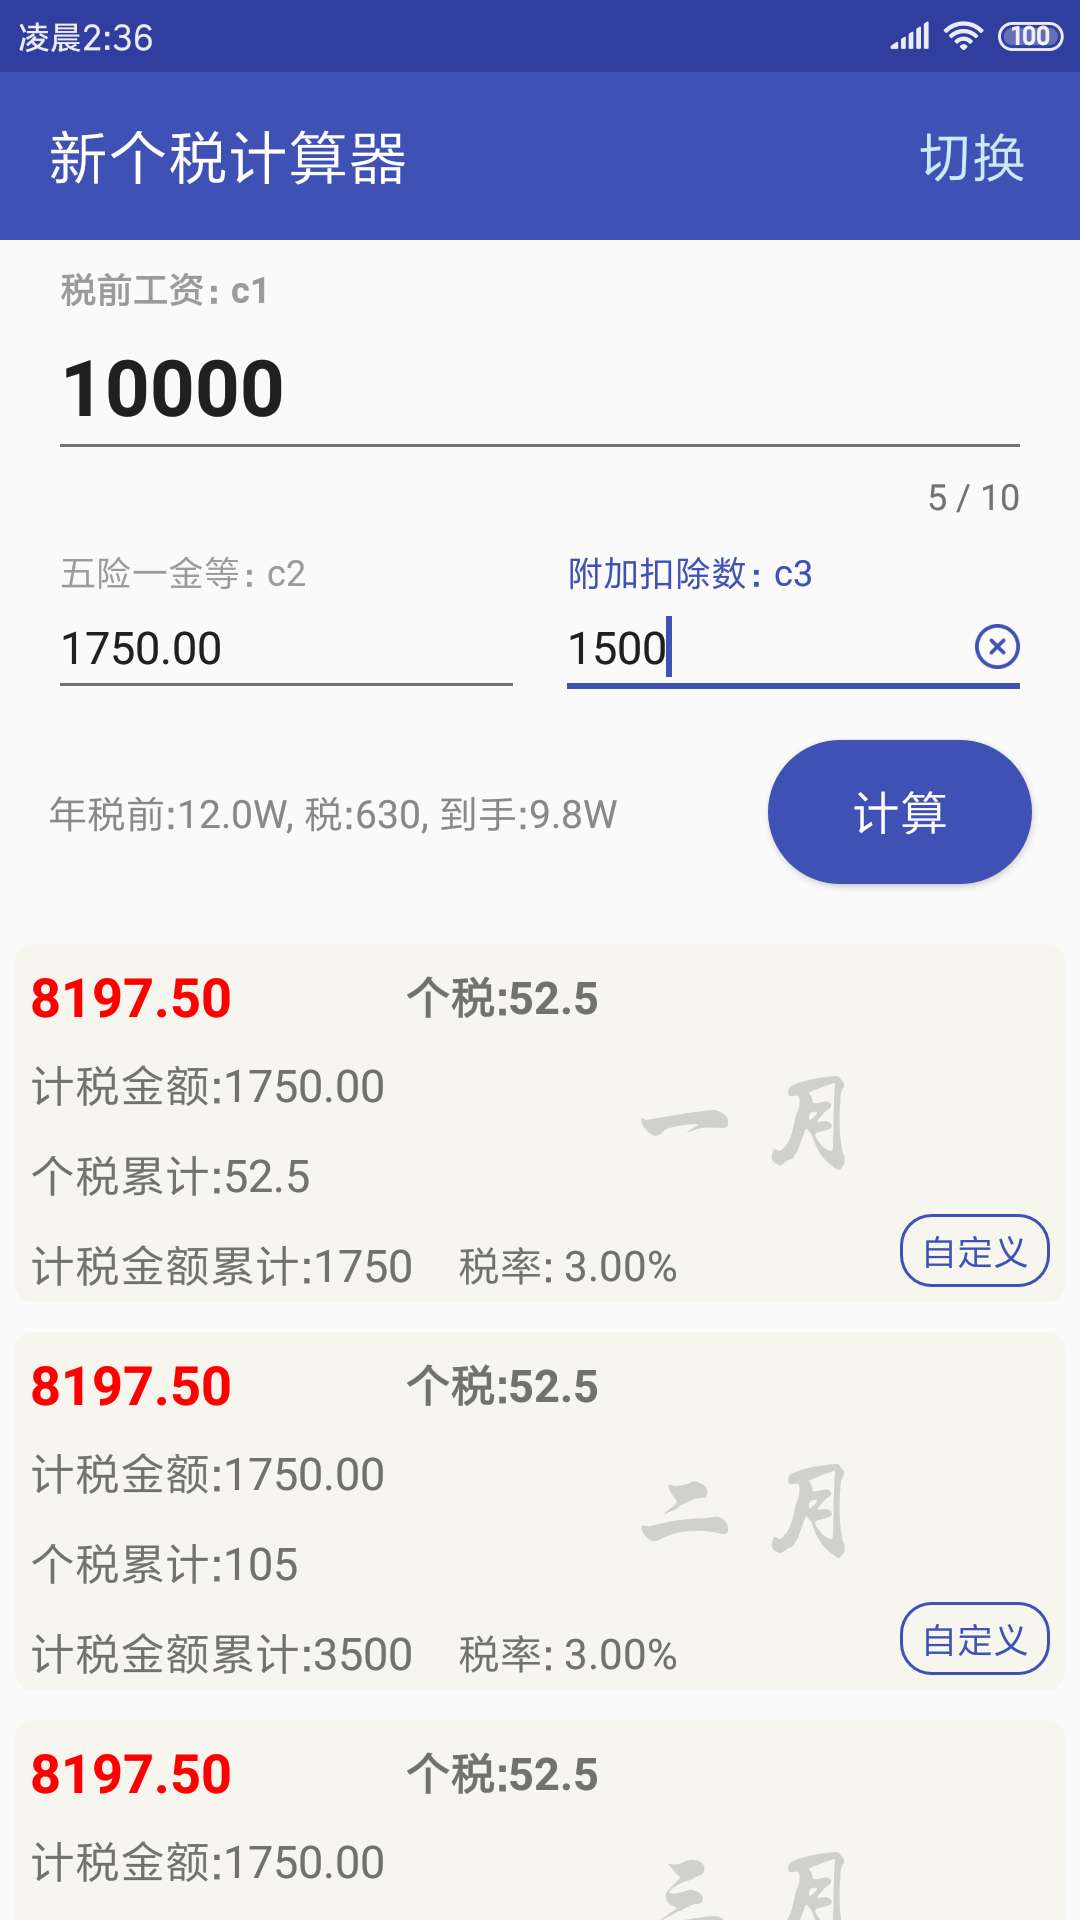 凌晨2:36 100
新个税计算器 切换
税前工资: c1
10000
5 / 10
五险一金等: c2 附加扣除数: c3
1750.00 1500
年税前:12.0W, 税:630, 到手:9.8W 计算
8197.50 个税:52.5
计税金额:1750.00
一月
个税累计:52.5
计税金额累计:1750 税率: 3.00% 自定义
8197.50 个税:52.5
计税金额:1750.00
二月
个税累计:105
计税金额累计:3500 税率: 3.00% 自定义
8197.50 个税:52.5
计税金额:1750.00
三月